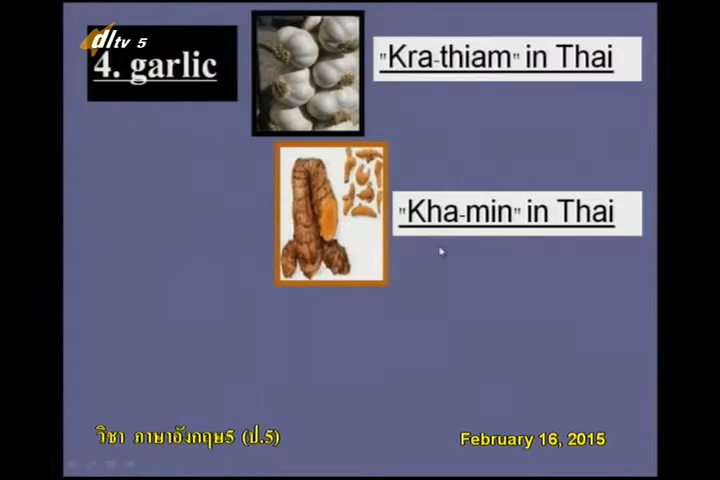 dltv 5
4. garlic
"Kra-thiam" in Thai
"Kha-min" in Thai
วิชา ภาษาอังกฤษ5 (ป.5)
February 16, 2015